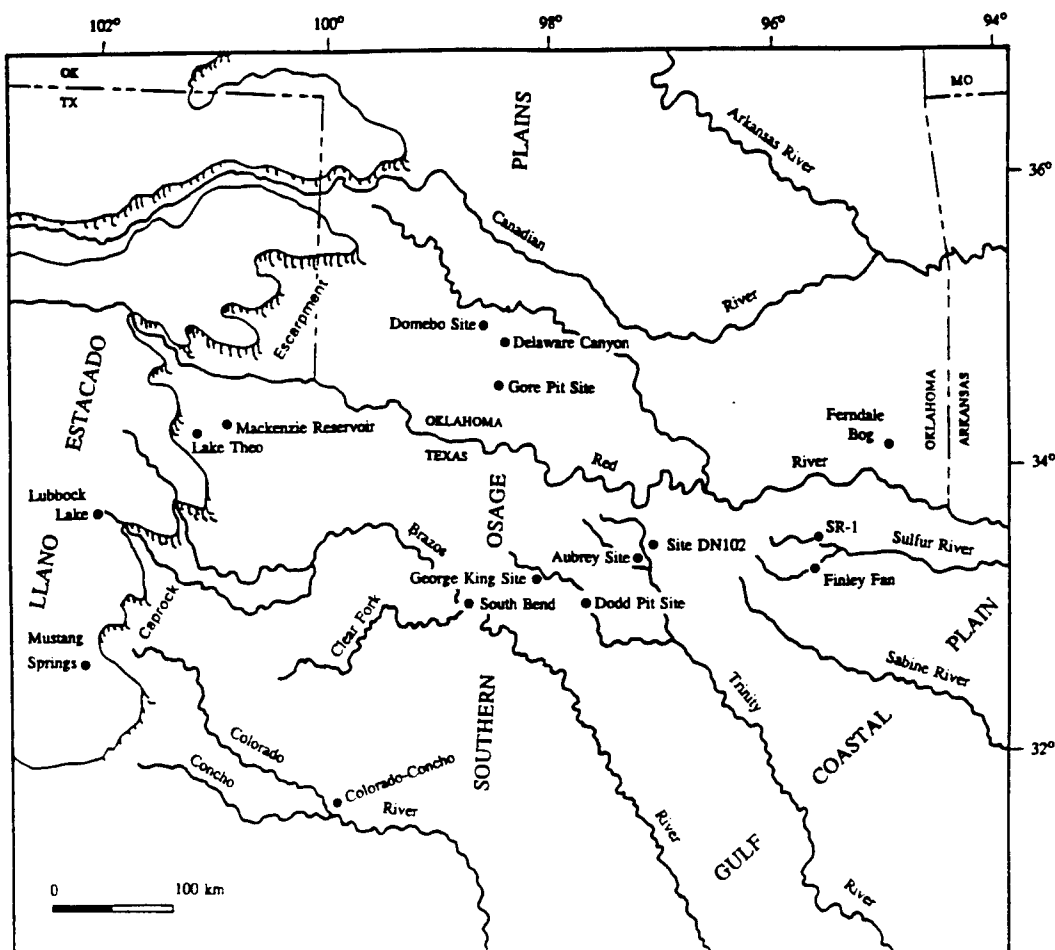 102° 100° 98° 96° 94°
OK
TX
MO
PLAINS
Arkansas River
36°
Canadian
River
Escarpment
Domebo Site
Delaware Canyon
Gore Pit Site
ESTACADO
OKLAHOMA
ARKANSAS
Ferndale
Bog
Mackenzie Reservoir
Lake Theo
OKLAHOMA
TEXAS
Red
River
34°
Lubbock
Lake
OSAGE
Brazos
SR-1
Sulfur River
Site DN102
Aubrey Site
Finley Fan
George King Site
South Bend
Dodd Pit Site
LLANO
Caprock
Clear Fork
Mustang
Springs
PLAIN
Sabine River
Trinity
SOUTHERN
COASTAL
32°
Colorado
Concho
Colorado-Concho
River
River
GULF
River
0 100 km